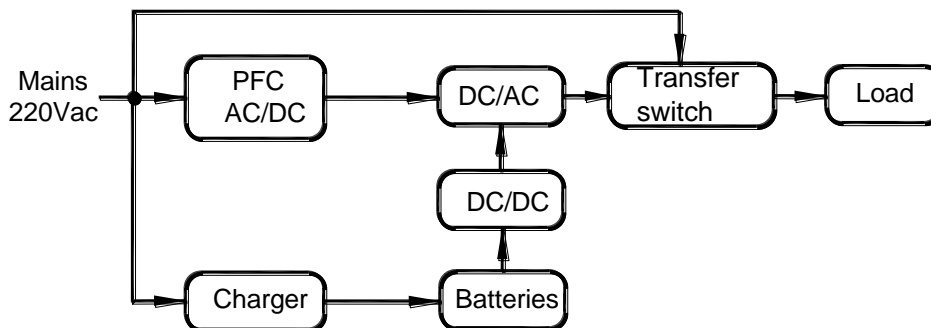 Mains
220Vac
PFC
AC/DC
DC/AC
Transfer
switch
Load
DC/DC
Charger
Batteries